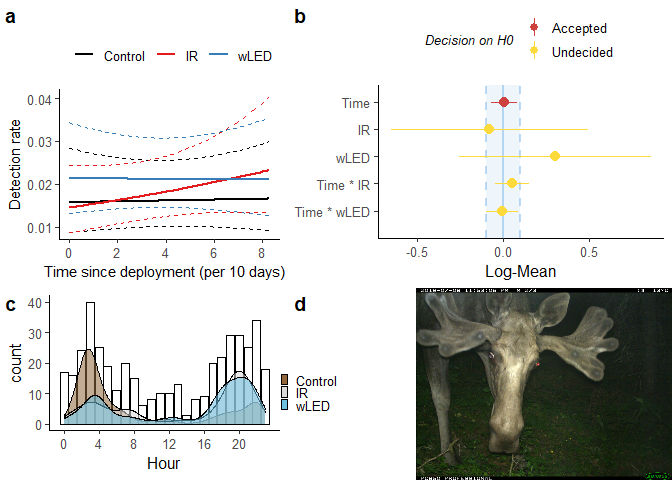 a
Control IR wLED
Detection rate
0.04
0.03
0.02
0.01
0 2 4 6 8
Time since deployment (per 10 days)
b
Decision on H0
Accepted
Undecided
Time
IR
wLED
Time * IR
Time * wLED
-0.5 0.0 0.5
Log-Mean
c
count
40
30
20
10
0
0 4 8 12 16 20
Hour
Control
IR
wLED
d
PC850 PROFESSIONAL